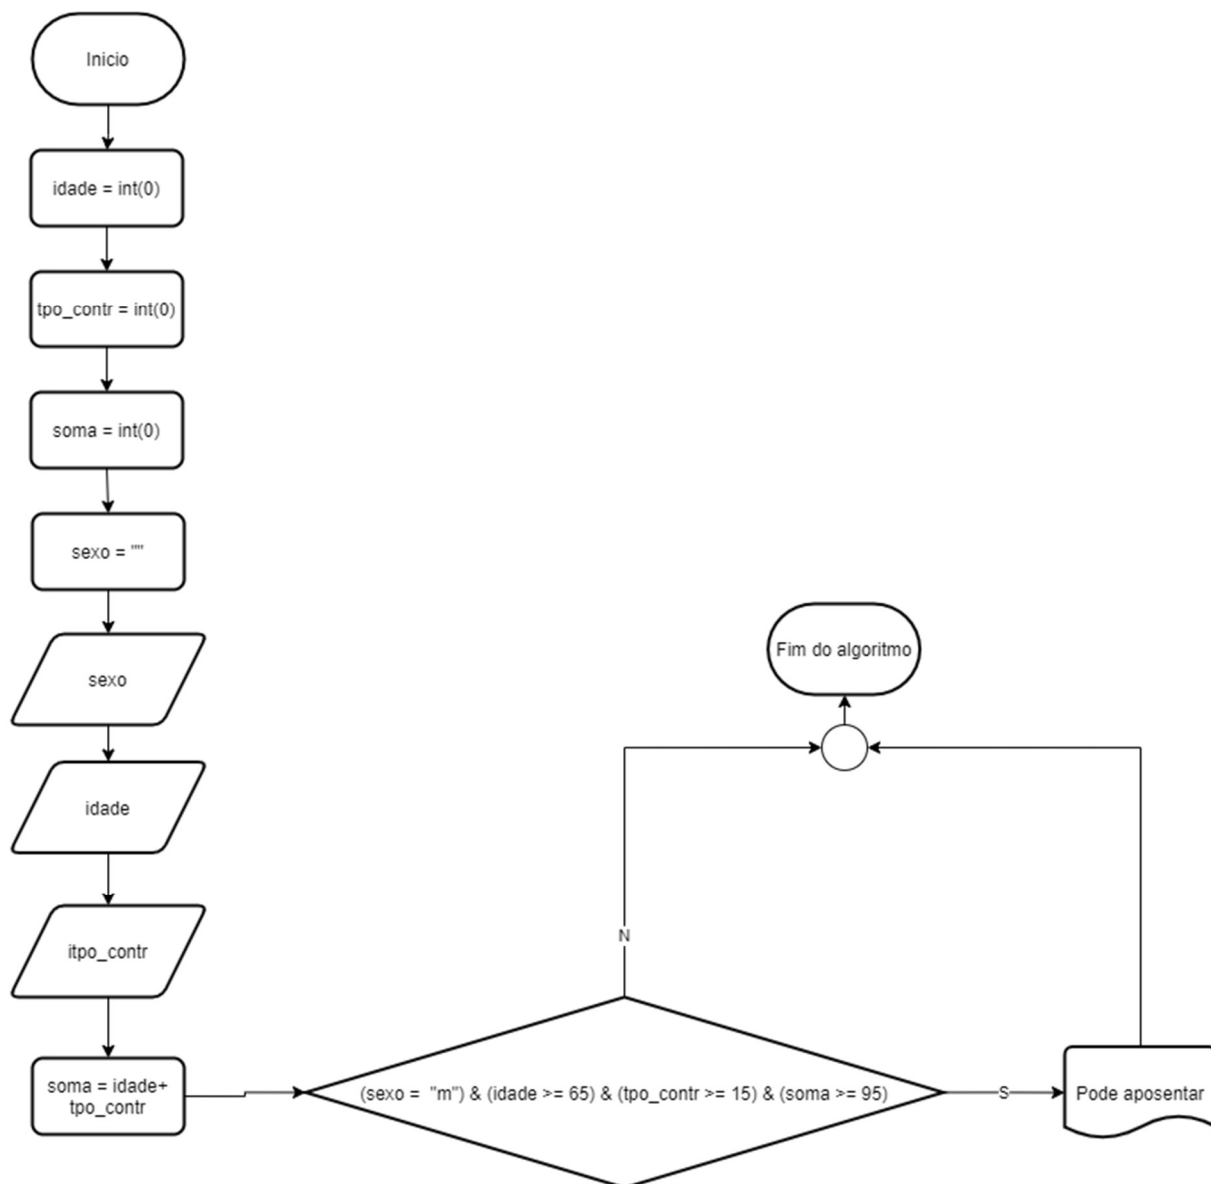 Inicio
idade = int(0)
tpo_contr = int(0)
soma = int(0)
sexo = ""
sexo
idade
itpo_contr
soma = idade+
tpo_contr
(sexo = "m") & (idade >= 65) & (tpo_contr >= 15) & (soma >= 95)
N
S
Pode aposentar
Fim do algoritmo